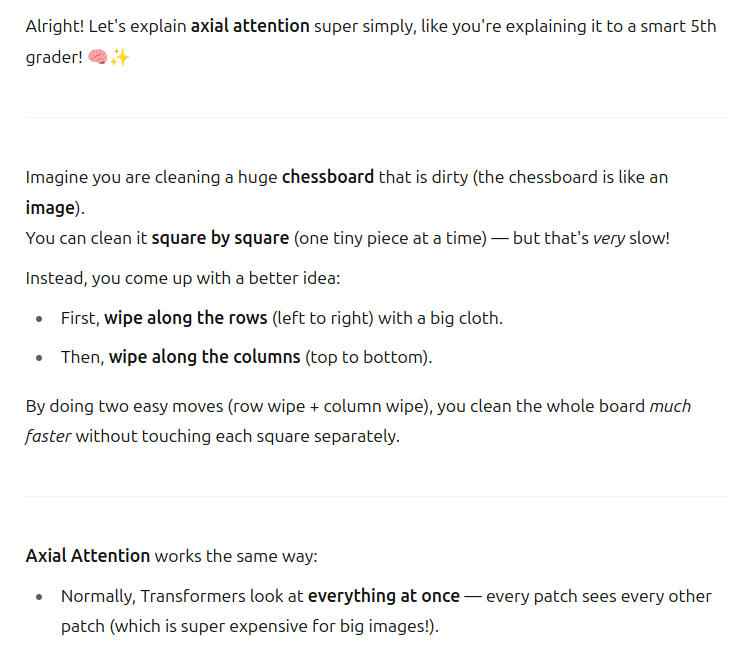 Alright! Let's explain axial attention super simply, like you're explaining it to a smart 5th
grader! 🧠✨
Imagine you are cleaning a huge chessboard that is dirty (the chessboard is like an
image).
You can clean it square by square (one tiny piece at a time) — but that's very slow!
Instead, you come up with a better idea:
• First, wipe along the rows (left to right) with a big cloth.
• Then, wipe along the columns (top to bottom).
By doing two easy moves (row wipe + column wipe), you clean the whole board much
faster without touching each square separately.
Axial Attention works the same way:
• Normally, Transformers look at everything at once — every patch sees every other
patch (which is super expensive for big images!).